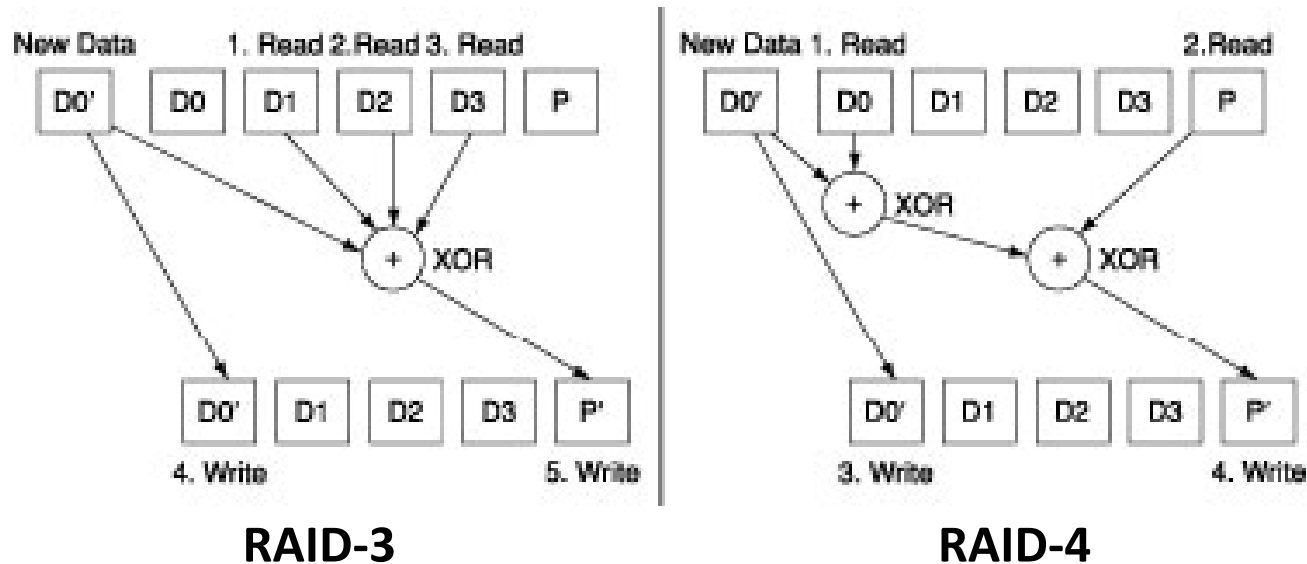 New Data 1. Read 2.Read 3. Read
D0' D0 D1 D2 D3 P
+ XOR
D0' D1 D2 D3 P'
4. Write 5. Write
RAID-3
New Data 1. Read 2.Read
D0' D0 D1 D2 D3 P
+ XOR
+ XOR
D0' D1 D2 D3 P'
3. Write 4. Write
RAID-4